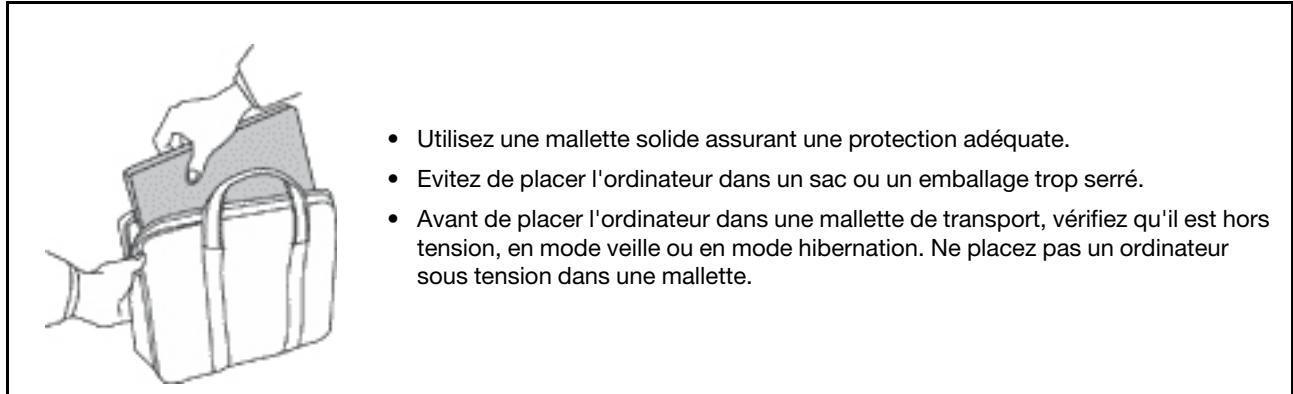 • Utilisez une mallette solide assurant une protection adéquate.
• Evitez de placer l'ordinateur dans un sac ou un emballage trop serré.
• Avant de placer l'ordinateur dans une mallette de transport, vérifiez qu'il est hors
tension, en mode veille ou en mode hibernation. Ne placez pas un ordinateur
sous tension dans une mallette.